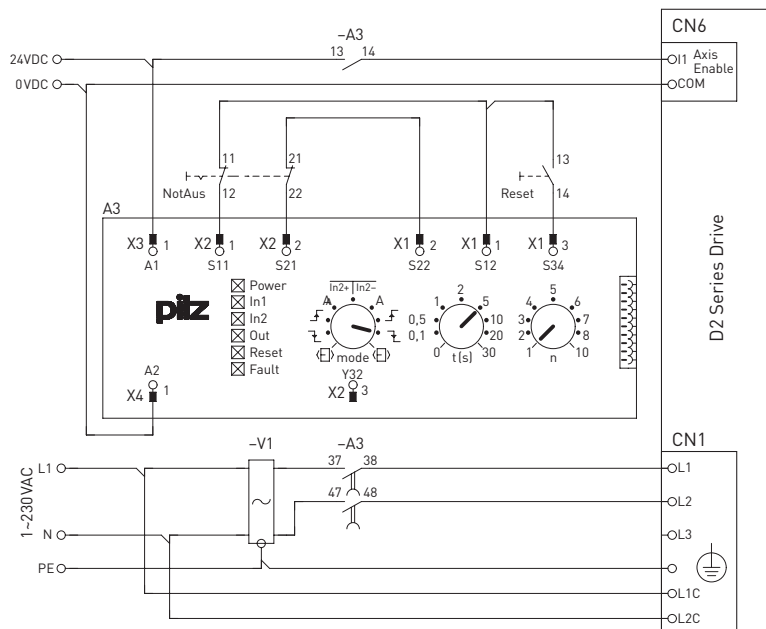 CN6
–A3
24VDC 13 14 I1 Axis Enable
0VDC COM
11 21 13
12 22 14
NotAus Reset
A3
X3 1 X2 1 X2 2 X1 2 X1 1 X1 3
A1 S11 S21 S22 S12 S34
pilz
Power
In1
In2
Out
Reset
Fault
In2+ In2–
A A
mode
0 0,1 0,5 1 2 5 10 20 30
t(s)
1 2 3 4 5 6 7 8 10
n
A2
X4 1
Y32
X2 3
D2 Series Drive
CN1
–V1 –A3
1~230VAC
L1 37 38 L1
47 48 L2
N L3
PE
L1C
L2C